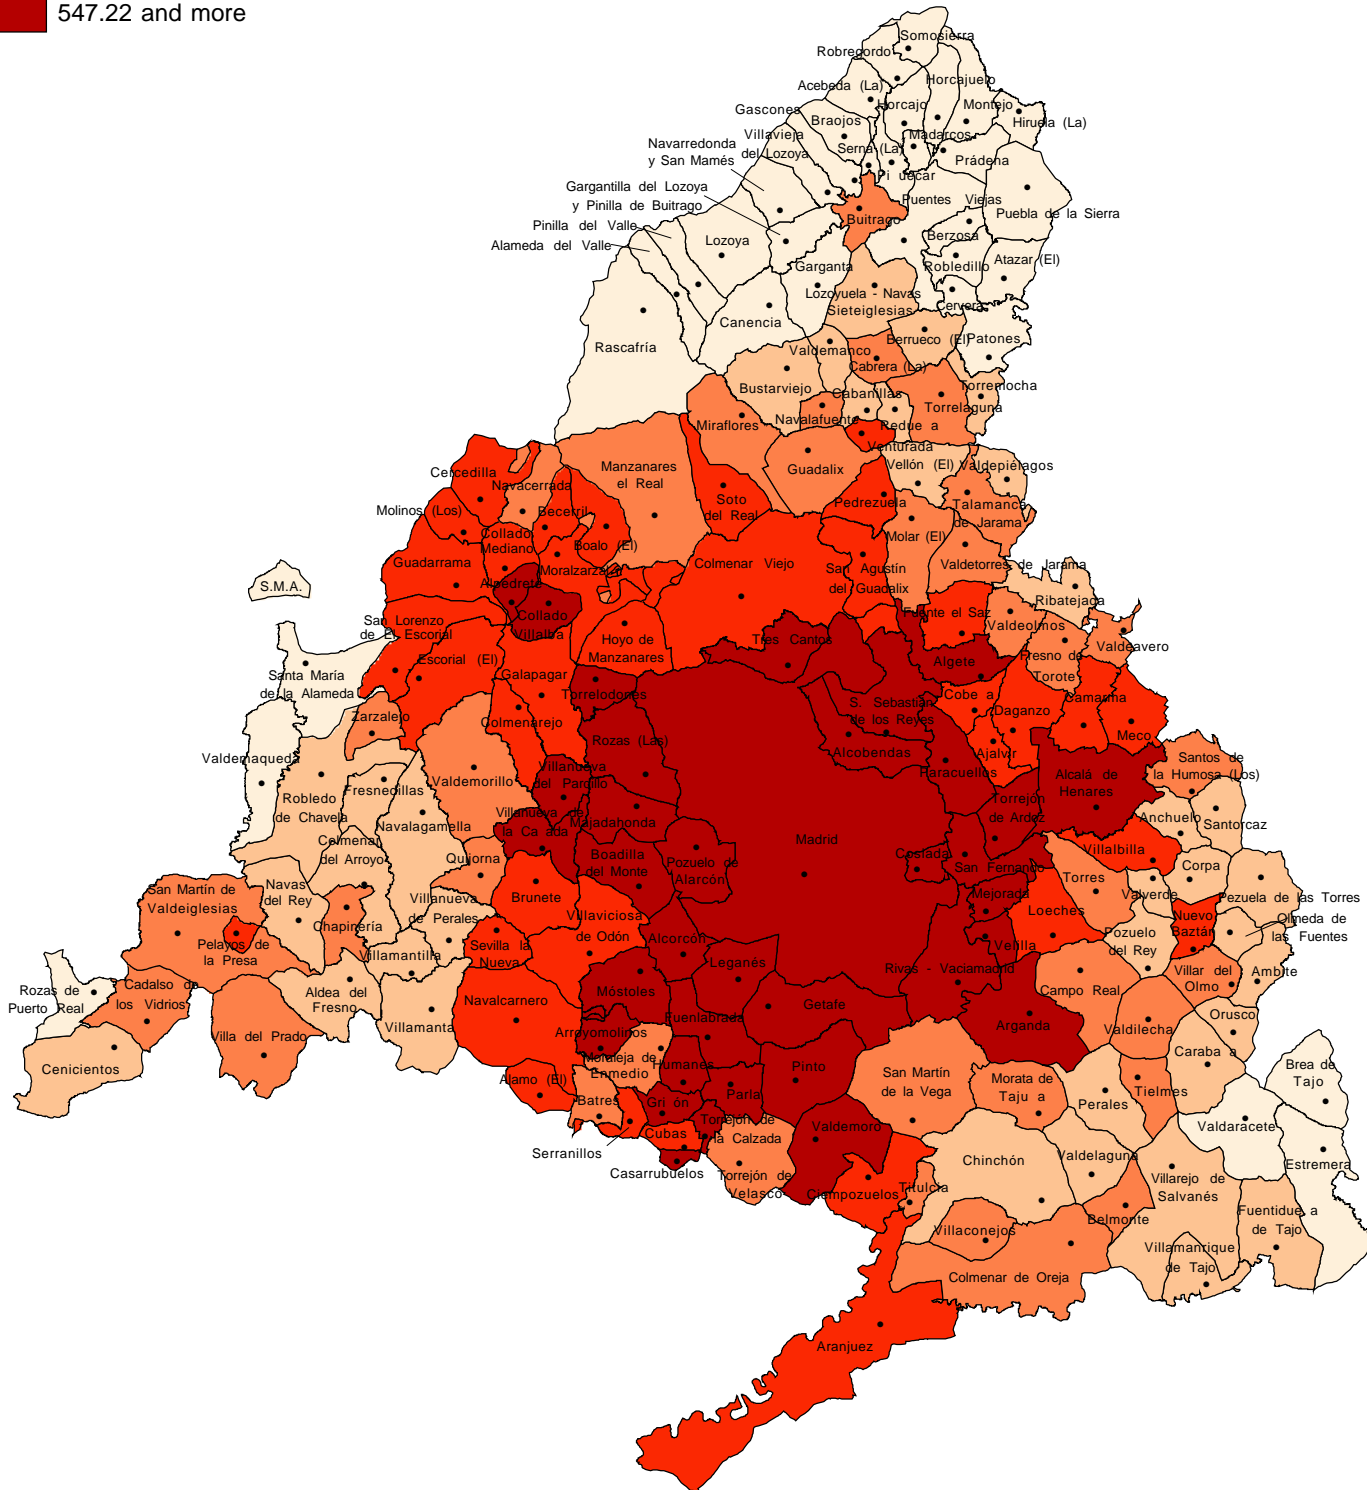 547.22 and more
Somosierra
Robregordo
Horcajuelo
Acebeda (La)
Horcajo
Montejo
Gascones
Braojos
Hiruela (La)
Villavieja
del Lozoya
Madarcos
Navarredonda
y San Mamés
Serna (La)
Prádena
Pi uecar
Gargantilla del Lozoya
y Pinilla de Buitrago
Puentes Viejas
Puebla de la Sierra
Buitrago
Pinilla del Valle
Alameda del Valle
Lozoya
Berzosa
Garganta
Robledillo
Atazar (El)
Lozoyuela - Navas
Sieteiglesias
Cervera
Canencia
Rascafría
Berrueco (El)
Patones
Valdemanco
Cabrera (La)
Bustarviejo
Cabanillas
Torremocha
Torrelaguna
Navalafuente
Miraflores
Redue a
Venturada
Vellón (El)
Valdepiélagos
Guadalix
Manzanares
el Real
Cercedilla
Navacerrada
Molinos (Los)
Becerril
Soto
del Real
Pedrezuela
Talamanca
de Jarama
Collado
Mediano
Boalo (El)
Molar (El)
Guadarrama
Moralzarzal
Colmenar Viejo
San Agustín
del Guadalix
Valdetorres de Jarama
S.M.A.
Alpedrete
Ribatejada
Collado
Villalba
Fuente el Saz
Valdeolmos
San Lorenzo
de El Escorial
Hoyo de
Manzanares
Tres Cantos
Valdeavero
Escorial (El)
Algete
Fresno de
Torote
Santa María
de la Alameda
Galapagar
Torrelodones
Cobe a
Camarma
Zarzalejo
Colmenarejo
S. Sebastián
de los Reyes
Daganzo
Meco
Rozas (Las)
Alcobendas
Ajalvir
Valdemaqueda
Villanueva
del Pardillo
Paracuellos
Alcalá de
Henares
Santos de
la Humosa (Los)
Valdemorillo
Robledo
de Chavela
Fresnedillas
Torrejón
de Ardoz
Navalagamella
Villanueva de
la Ca ada
Majadahonda
Anchuelo
Santorcaz
Colmenar
del Arroyo
Madrid
Coslada
Villalbilla
Quijorna
Boadilla
del Monte
Pozuelo de
Alarcón
San Fernando
Corpa
San Martín de
Valdeiglesias
Navas
del Rey
Mejorada
Torres
Valverde
Pezuela de las Torres
Villanueva
de Perales
Brunete
Villaviciosa
de Odón
Loeches
Nuevo
Baztán
Olmeda de
las Fuentes
Chapinería
Pelayos de
la Presa
Villamantilla
Sevilla la
Nueva
Alcorcón
Velilla
Pozuelo
del Rey
Leganés
Rivas - Vaciamadrid
Villar del
Olmo
Ambite
Rozas de
Puerto Real
Cadalso de
los Vidrios
Aldea del
Fresno
Navalcarnero
Móstoles
Getafe
Campo Real
Orusco
Villamanta
Fuenlabrada
Arganda
Valdilecha
Villa del Prado
Arroyomolinos
Caraba a
Cenicientos
Moraleja de
Enmedio
Humanes
Pinto
San Martín
de la Vega
Brea de
Tajo
Alamo (El)
Morata de
Taju a
Tielmes
Batres
Gri ón
Parla
Perales
Cubas
Torrejón de
la Calzada
Valdemoro
Valdaracete
Serranillos
Casarrubuelos
Chinchón
Valdelaguna
Estremera
Torrejón de
Velasco
Ciempozuelos
Titulcia
Villarejo de
Salvanés
Fuentidue a
de Tajo
Belmonte
Villaconejos
Villamanrique
de Tajo
Colmenar de Oreja
Aranjuez